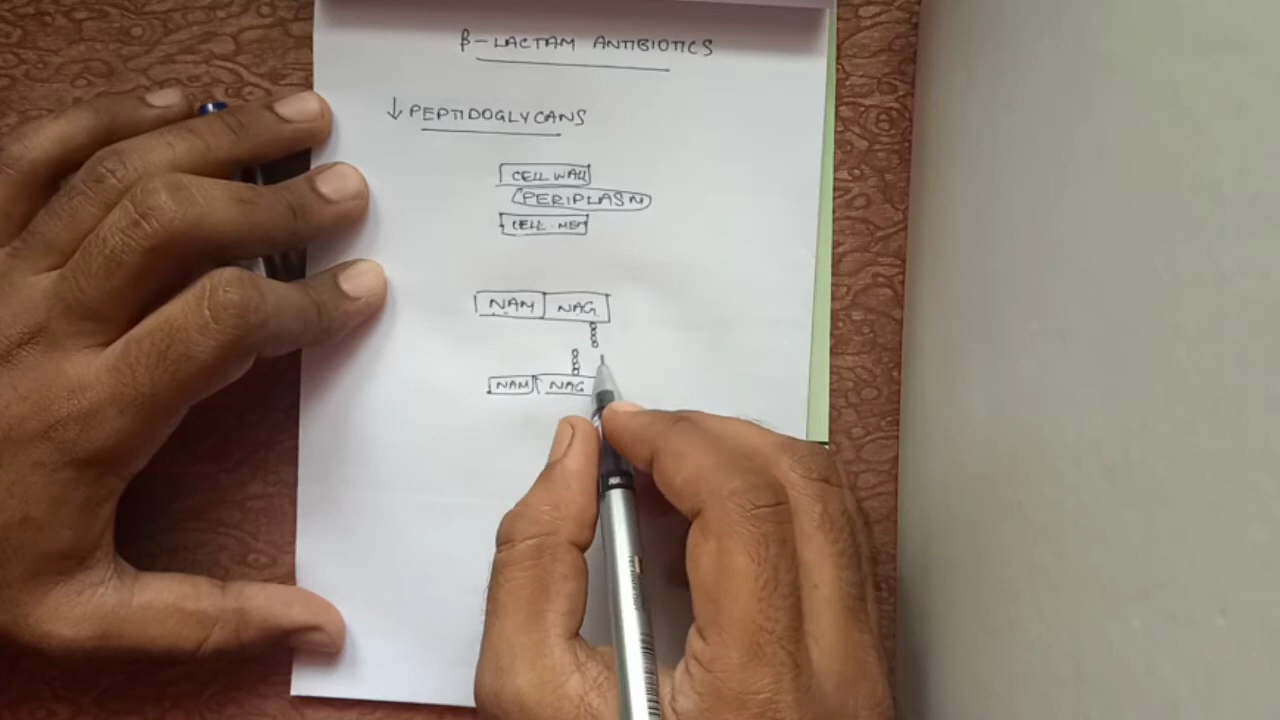 β-LACTAM ANTIBIOTICS
↓ PEPTIDOGLYCANS
CELL WALL
PERIPLASM
CELL. MEM
NAM NAG
NAM NAG